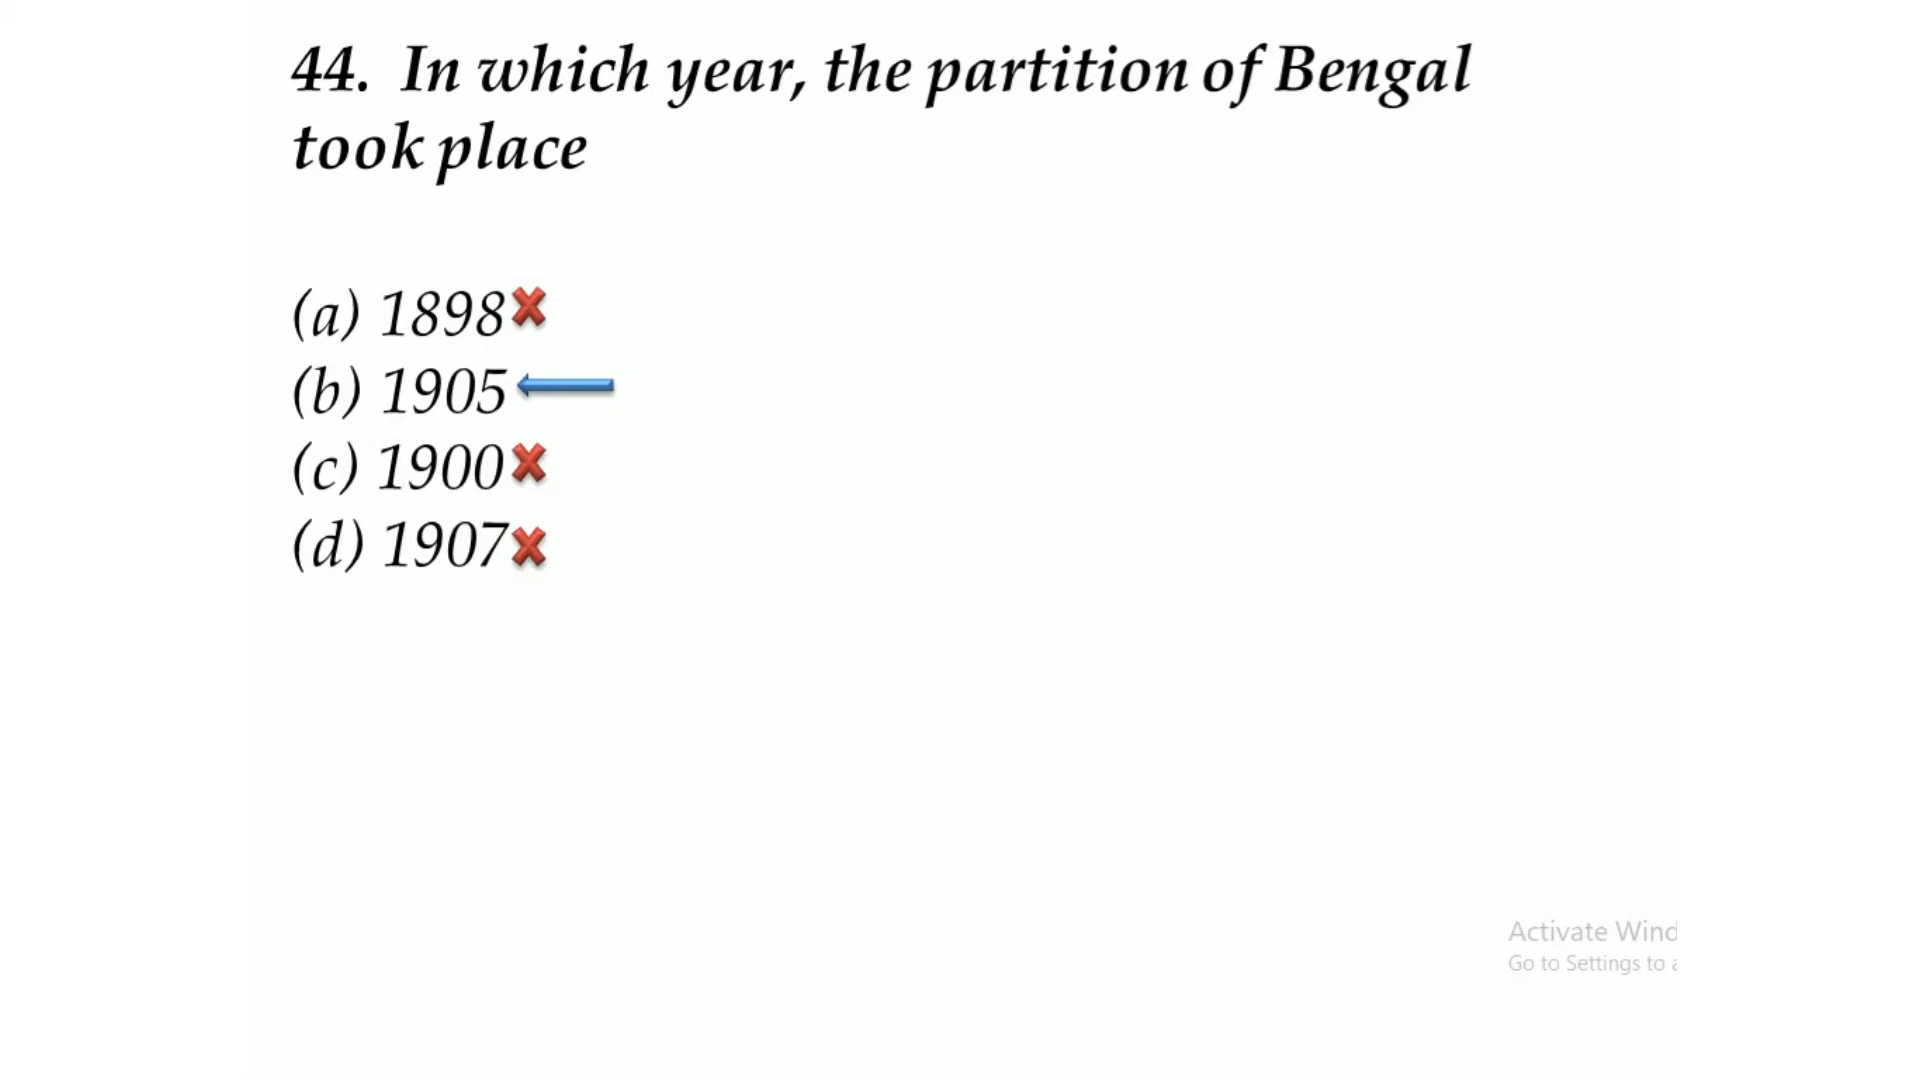 44. In which year, the partition of Bengal
took place
(a) 1898
(b) 1905
(c) 1900
(d) 1907
Activate Wind
Go to Settings to a